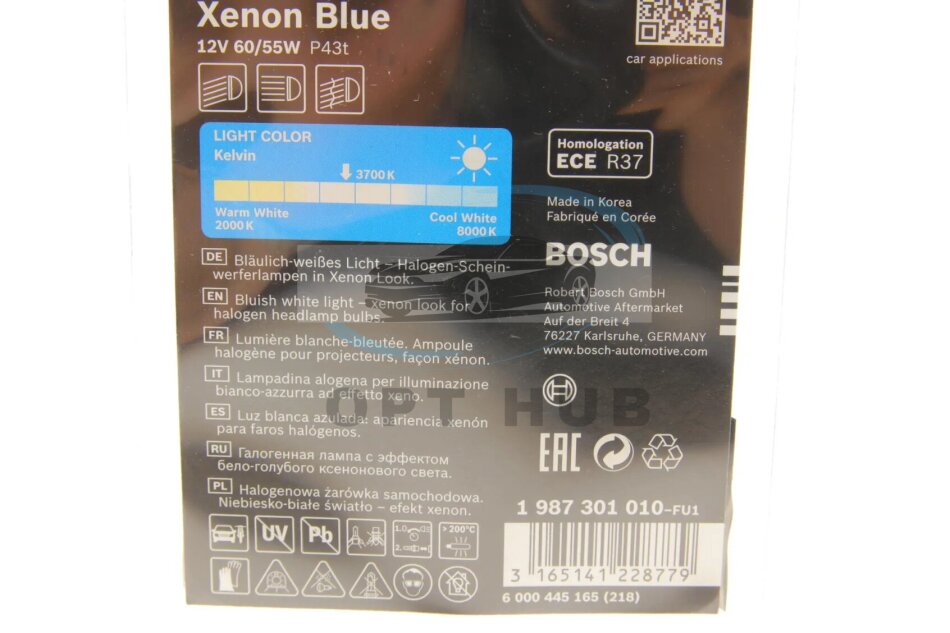 Xenon Blue
12V 60/55W P43t
car applications
LIGHT COLOR
Kelvin
3700 K
Warm White
2000 K
Cool White
8000 K
Homologation
ECE R37
Made in Korea
Fabriqué en Corée
BOSCH
Robert Bosch GmbH
Automotive Aftermarket
Auf der Breit 4
76227 Karlsruhe, GERMANY
www.bosch-automotive.com
DE Bläulich-weißes Licht – Halogen-Schein-
werferlampen in Xenon Look.
EN Bluish white light – xenon look for
halogen headlamp bulbs.
FR Lumière blanche-bleutée. Ampoule
halogène pour projecteurs, façon xénon.
IT Lampadina alogena per illuminazione
bianco-azzurra ad effetto xeno.
ES Luz blanca azulada: apariencia xenón
para faros halógenos.
RU Галогенная лампа с эффектом
бело-голубого ксенонового света.
PL Halogenowa żarówka samochodowa.
Niebiesko-białe światło – efekt xenon.
OPT HUB
EAC
UV
Pb
1.0
2.
> 200°C
1 987 301 010-FU1
3 165141 228779
6 000 445 165 (218)